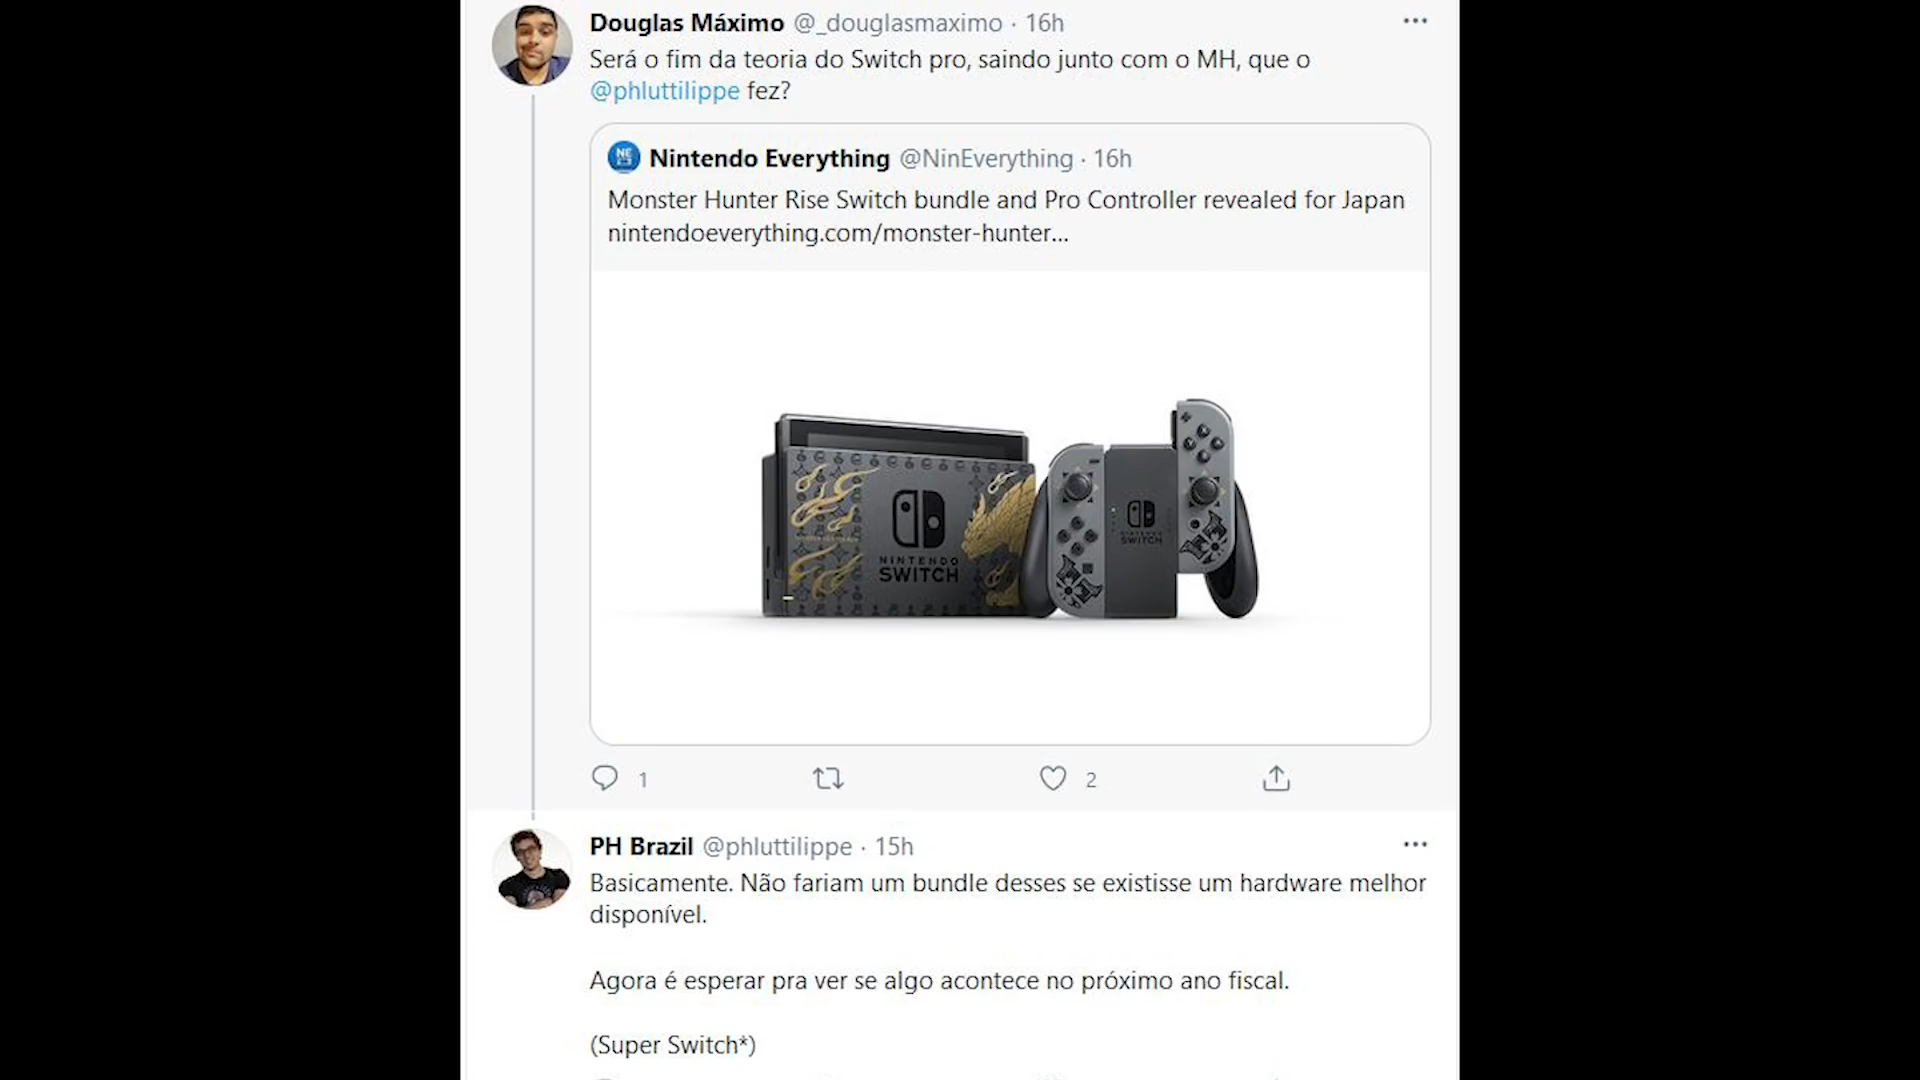 Douglas Máximo @_douglasmaximo · 16h
Será o fim da teoria do Switch pro, saindo junto com o MH, que o
@phluttilippe fez?
NE
Nintendo Everything @NinEverything · 16h
Monster Hunter Rise Switch bundle and Pro Controller revealed for Japan
nintendoeverything.com/monster-hunter...
NINTENDO
SWITCH
NINTENDO
SWITCH
1
2
PH Brazil @phluttilippe · 15h
Basicamente. Não fariam um bundle desses se existisse um hardware melhor
disponível.
Agora é esperar pra ver se algo acontece no próximo ano fiscal.
(Super Switch*)